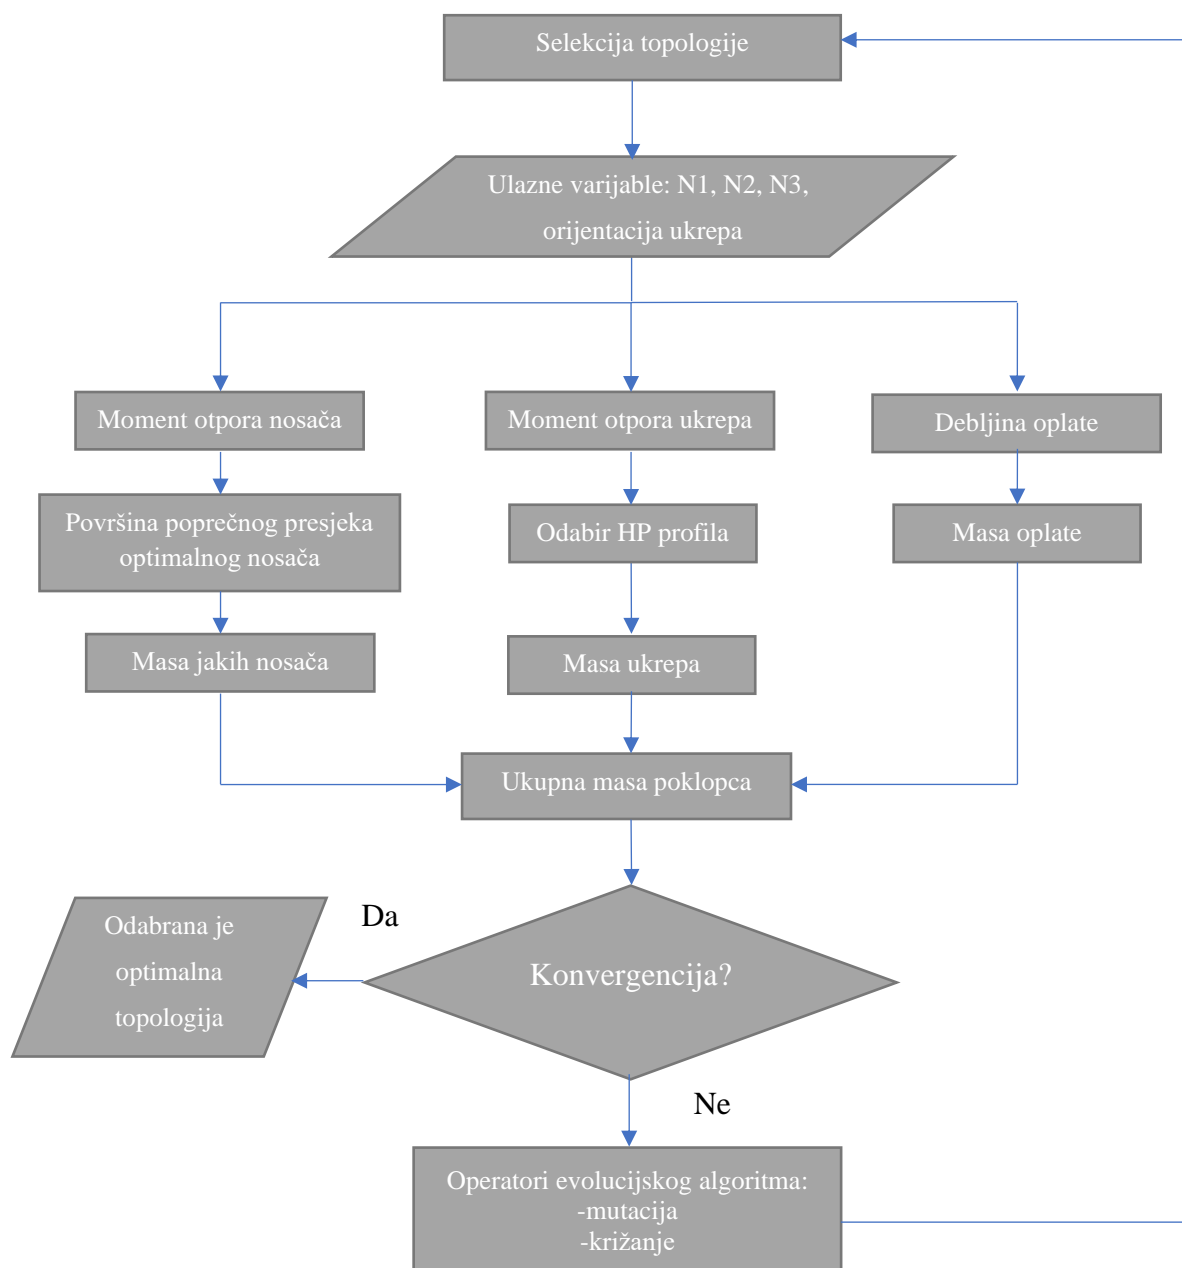 Selekcija topologije
Ulazne varijable: N1, N2, N3,
orijentacija ukrepa
Moment otpora nosača
Moment otpora ukrepa
Debljina oplate
Površina poprečnog presjeka
optimalnog nosača
Odabir HP profila
Masa oplate
Masa jakih nosača
Masa ukrepa
Ukupna masa poklopca
Da
Odabrana je
optimalna
topologija
Konvergencija?
Ne
Operatori evolucijskog algoritma:
-mutacija
-križanje